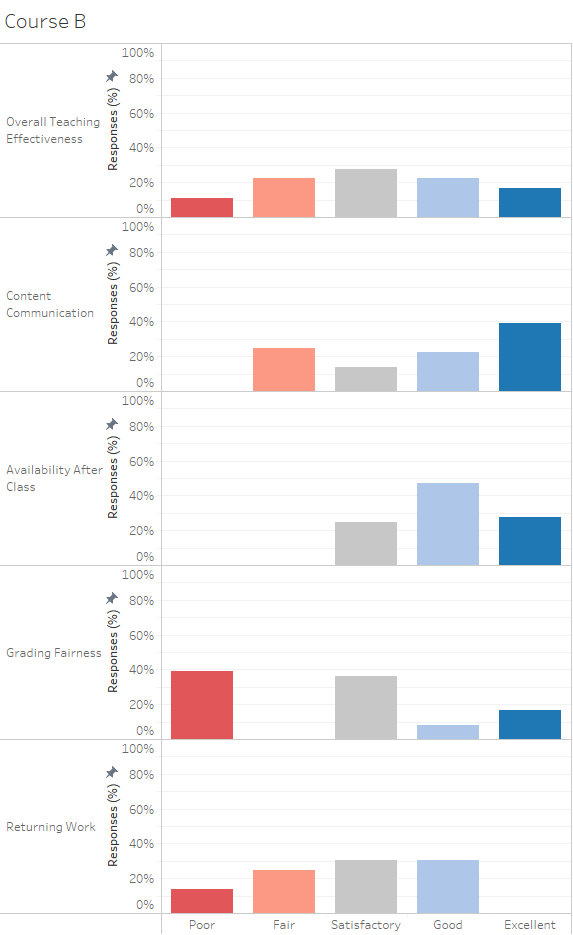 Course B
Overall Teaching
Effectiveness
Responses (%)
100%
80%
60%
40%
20%
0%
Content
Communication
Responses (%)
100%
80%
60%
40%
20%
0%
Availability After
Class
Responses (%)
100%
80%
60%
40%
20%
0%
Grading Fairness
Responses (%)
100%
80%
60%
40%
20%
0%
Returning Work
Responses (%)
100%
80%
60%
40%
20%
0%
Poor Fair Satisfactory Good Excellent